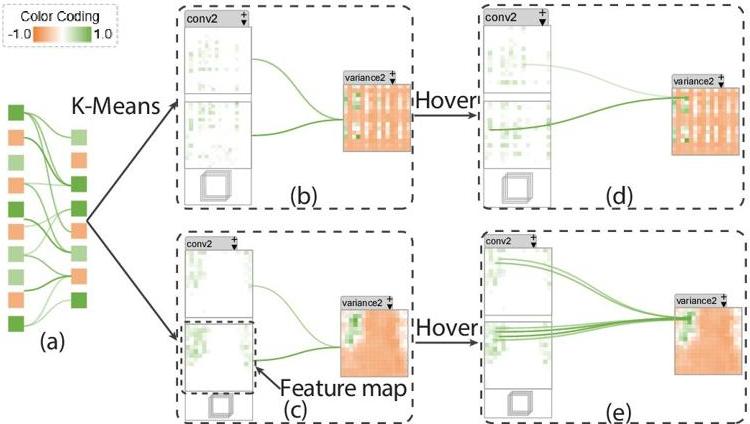 Color Coding
-1.0 1.0
K-Means
(a)
conv2 +
variance2 +
(b)
Hover
conv2 +
variance2 +
(d)
conv2 +
variance2 +
Feature map
(c)
Hover
conv2 +
variance2 +
(e)